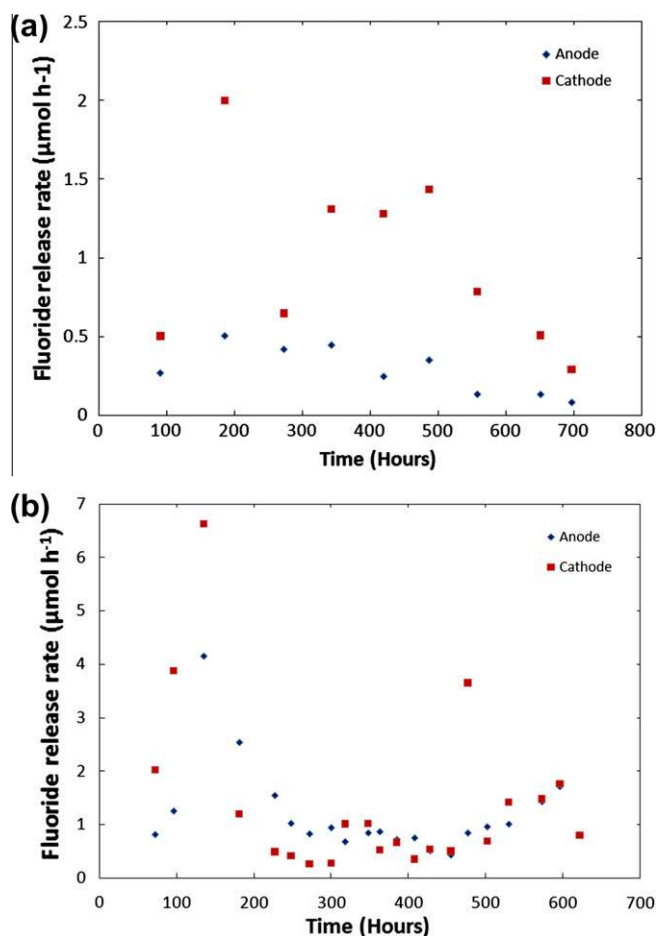 (a)
2.5
2
1.5
1
0.5
0
Fluoride release rate (µmol h-1)
Anode
Cathode
0 100 200 300 400 500 600 700 800
Time (Hours)
(b)
7
6
5
4
3
2
1
0
Fluoride release rate (µmol h⁻¹)
Anode
Cathode
0 100 200 300 400 500 600 700
Time (Hours)